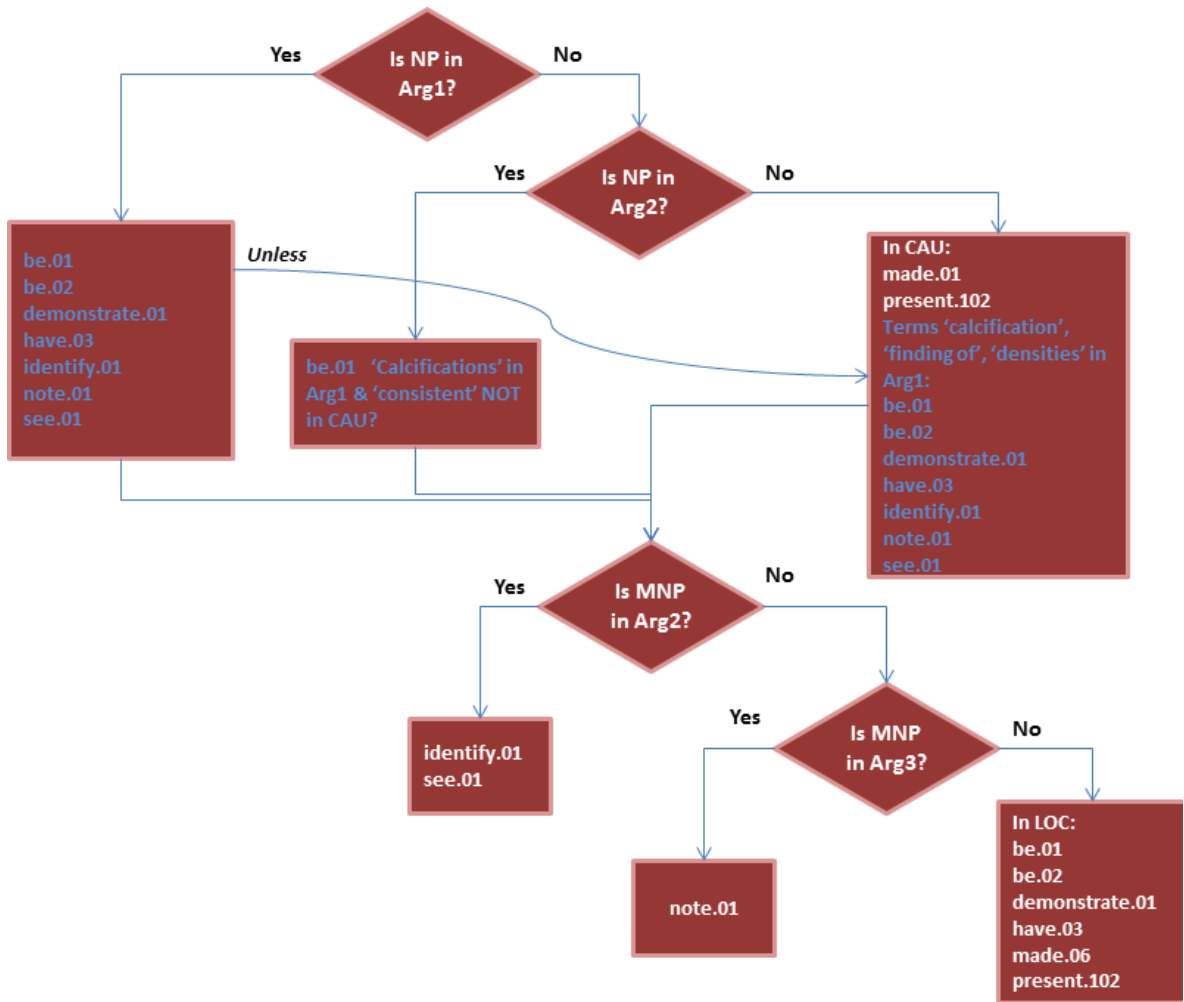 Yes
Is NP in
Arg1?
No
Yes
Is NP in
Arg2?
No
be.01
be.02
demonstrate.01
have.03
identify.01
note.01
see.01
Unless
be.01 'Calcifications' in
Arg1 & 'consistent' NOT
in CAU?
In CAU:
made.01
present.102
Terms 'calcification',
'finding of', 'densities' in
Arg1:
be.01
be.02
demonstrate.01
have.03
identify.01
note.01
see.01
Yes
Is MNP
in Arg2?
No
identify.01
see.01
Yes
Is MNP
in Arg3?
No
note.01
In LOC:
be.01
be.02
demonstrate.01
have.03
made.06
present.102